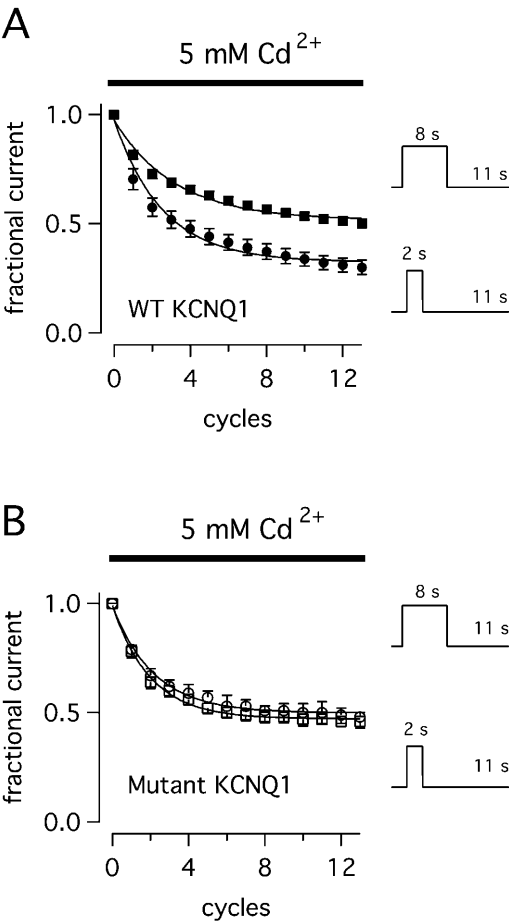 A
5 mM Cd2+
fractional current
1.0
0.5
0.0
WT KCNQ1
0 4 8 12
cycles
8 s
11 s
2 s
11 s
B
5 mM Cd2+
fractional current
1.0
0.5
0.0
Mutant KCNQ1
0 4 8 12
cycles
8 s
11 s
2 s
11 s